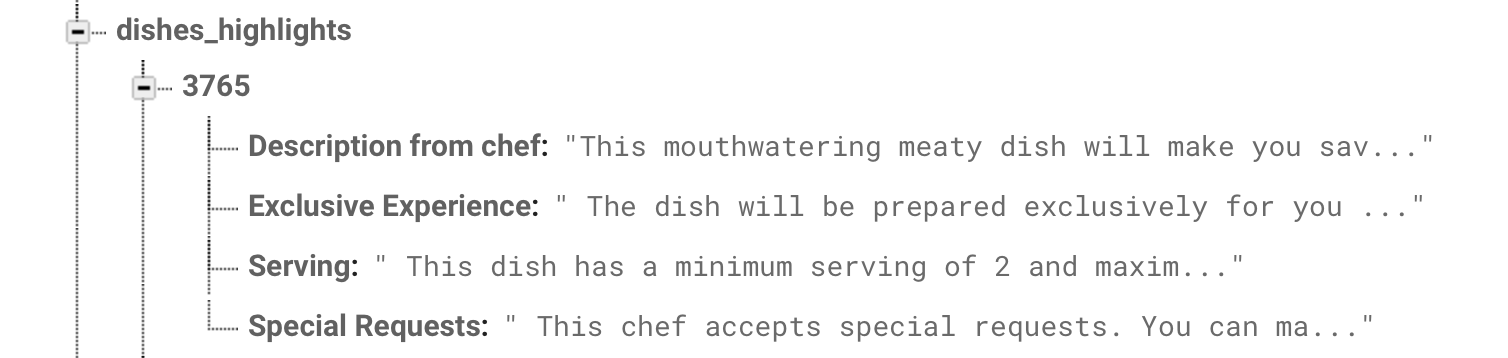 dishes_highlights
3765
Description from chef: "This mouthwatering meaty dish will make you sav..."
Exclusive Experience: " The dish will be prepared exclusively for you ..."
Serving: " This dish has a minimum serving of 2 and maxim..."
Special Requests: " This chef accepts special requests. You can ma..."